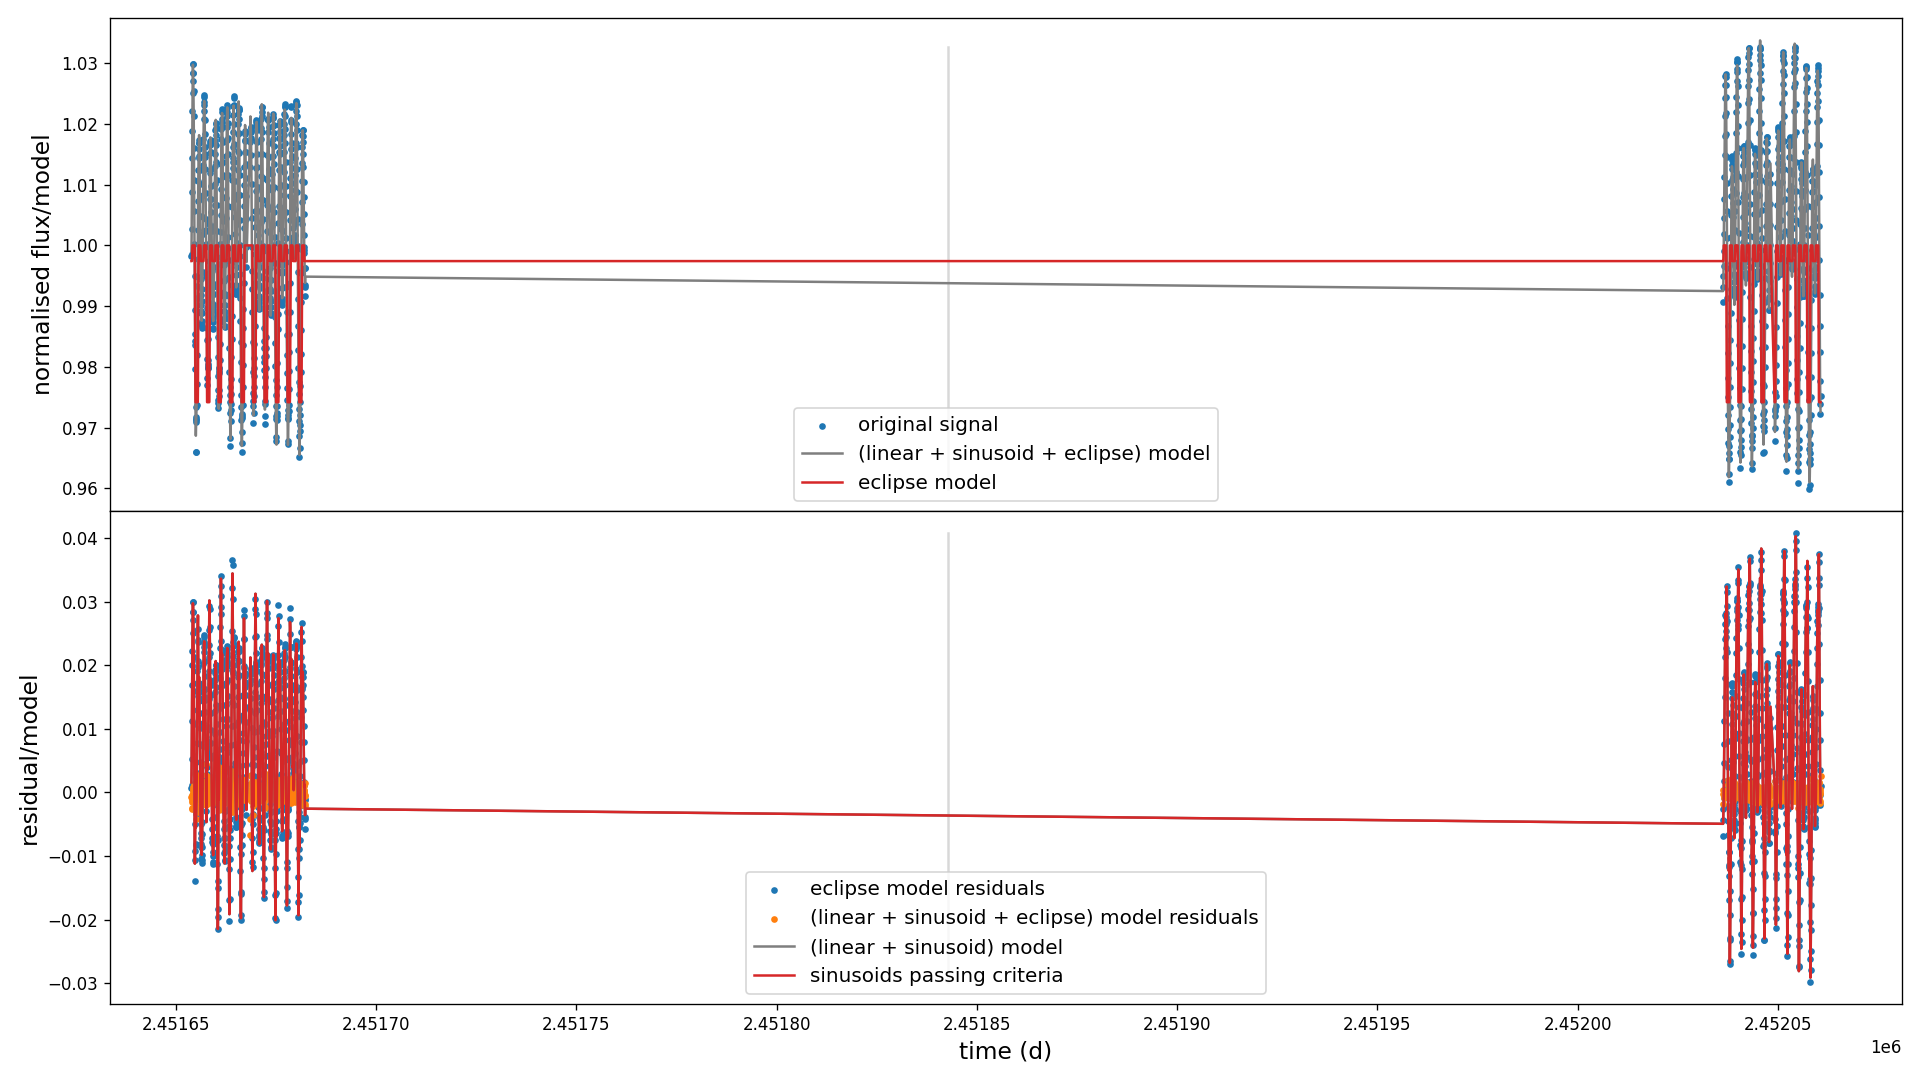 normalised flux/model
1.03
1.02
1.01
1.00
0.99
0.98
0.97
0.96
original signal
(linear + sinusoid + eclipse) model
eclipse model
residual/model
0.04
0.03
0.02
0.01
0.00
−0.01
−0.02
−0.03
eclipse model residuals
(linear + sinusoid + eclipse) model residuals
(linear + sinusoid) model
sinusoids passing criteria
2.45165 2.45170 2.45175 2.45180 2.45185 2.45190 2.45195 2.45200 2.45205
time (d)
1e6